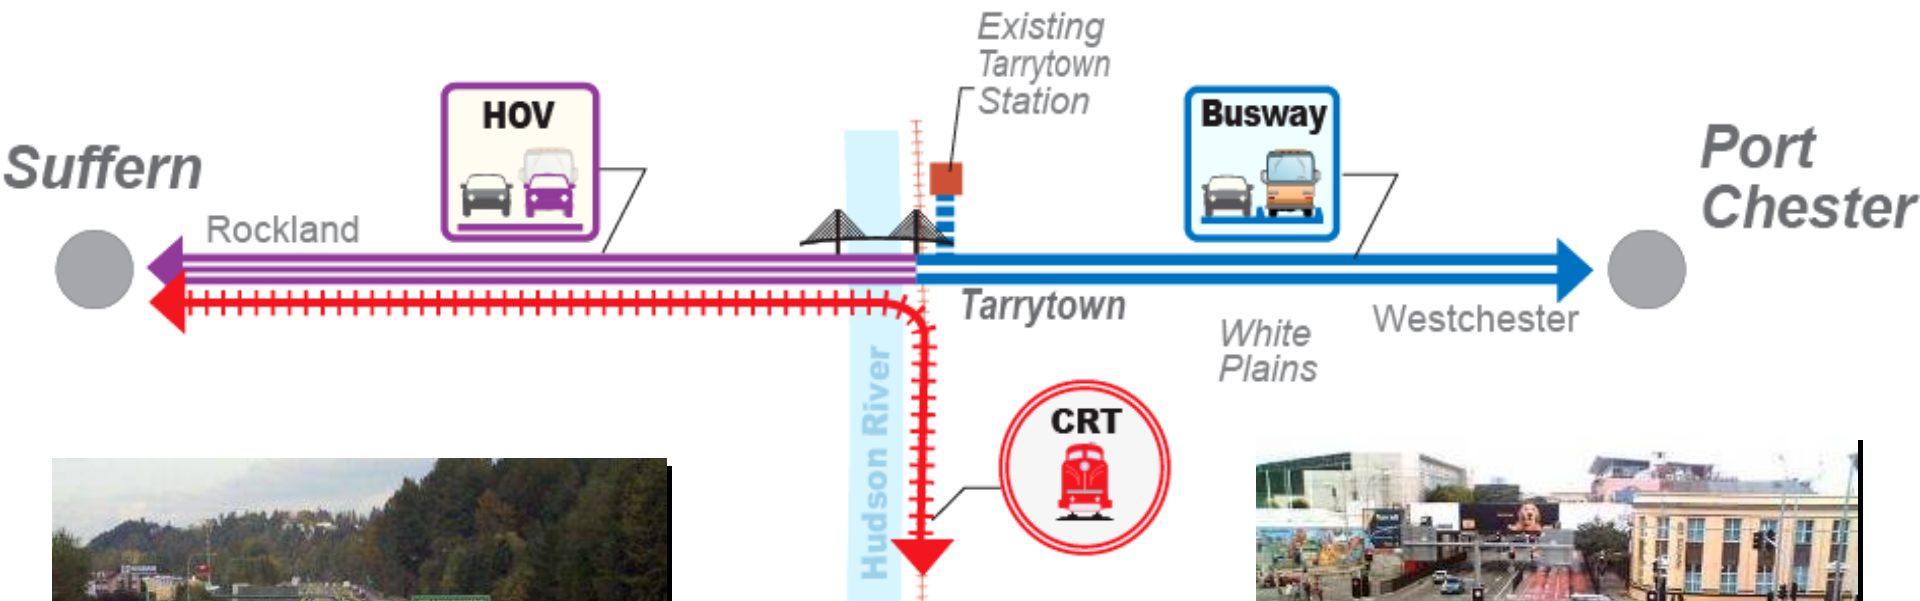 Existing
Tarrytown
Station
HOV
Busway
Suffern
Port
Chester
Rockland
Tarrytown
White
Plains
Westchester
Hudson River
CRT